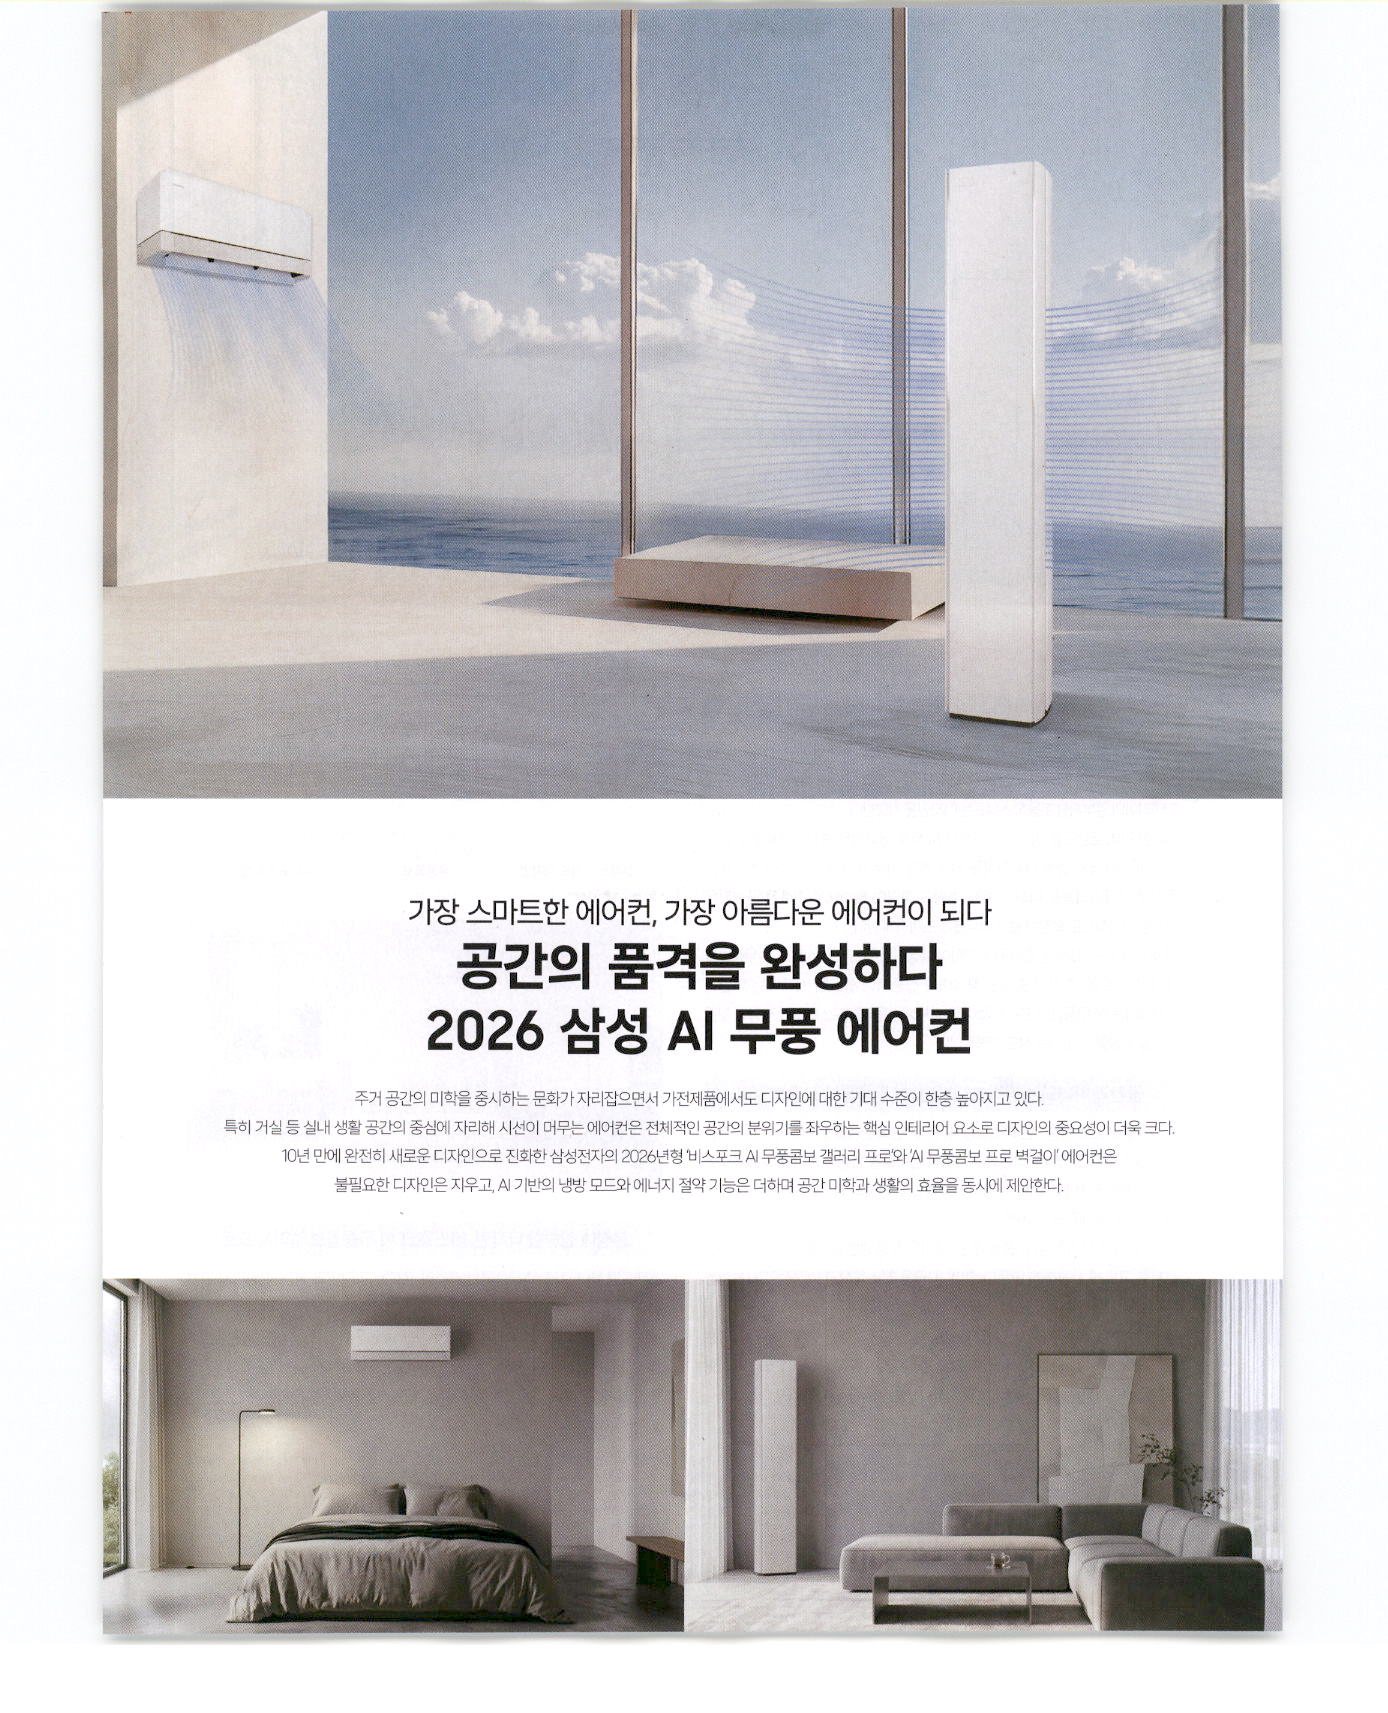 가장 스마트한 에어컨, 가장 아름다운 에어컨이 되다
공간의 품격을 완성하다
2026 삼성 AI 무풍 에어컨
주거 공간의 미학을 중시하는 문화가 자리잡으면서 가전제품에서도 디자인에 대한 기대 수준이 한층 높아지고 있다.
특히 거실 등 실내 생활 공간의 중심에 자리해 시선이 머무는 에어컨은 전체적인 공간의 분위기를 좌우하는 핵심 인테리어 요소로 디자인의 중요성이 더욱 크다.
10년 만에 완전히 새로운 디자인으로 진화한 삼성전자의 2026년형 ‘비스포크 AI 무풍콤보 갤러리 프로’와 ‘AI 무풍콤보 프로 벽걸이’ 에어컨은
불필요한 디자인은 지우고, AI 기반의 냉방 모드와 에너지 절약 기능은 더하며 공간 미학과 생활의 효율을 동시에 제안한다.